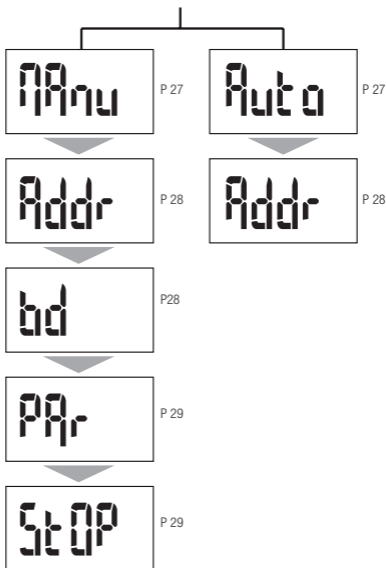 MAnu P 27 Auto P 27
Addr P 28 Addr P 28
bd P28
PAr P 29
StOP P 29